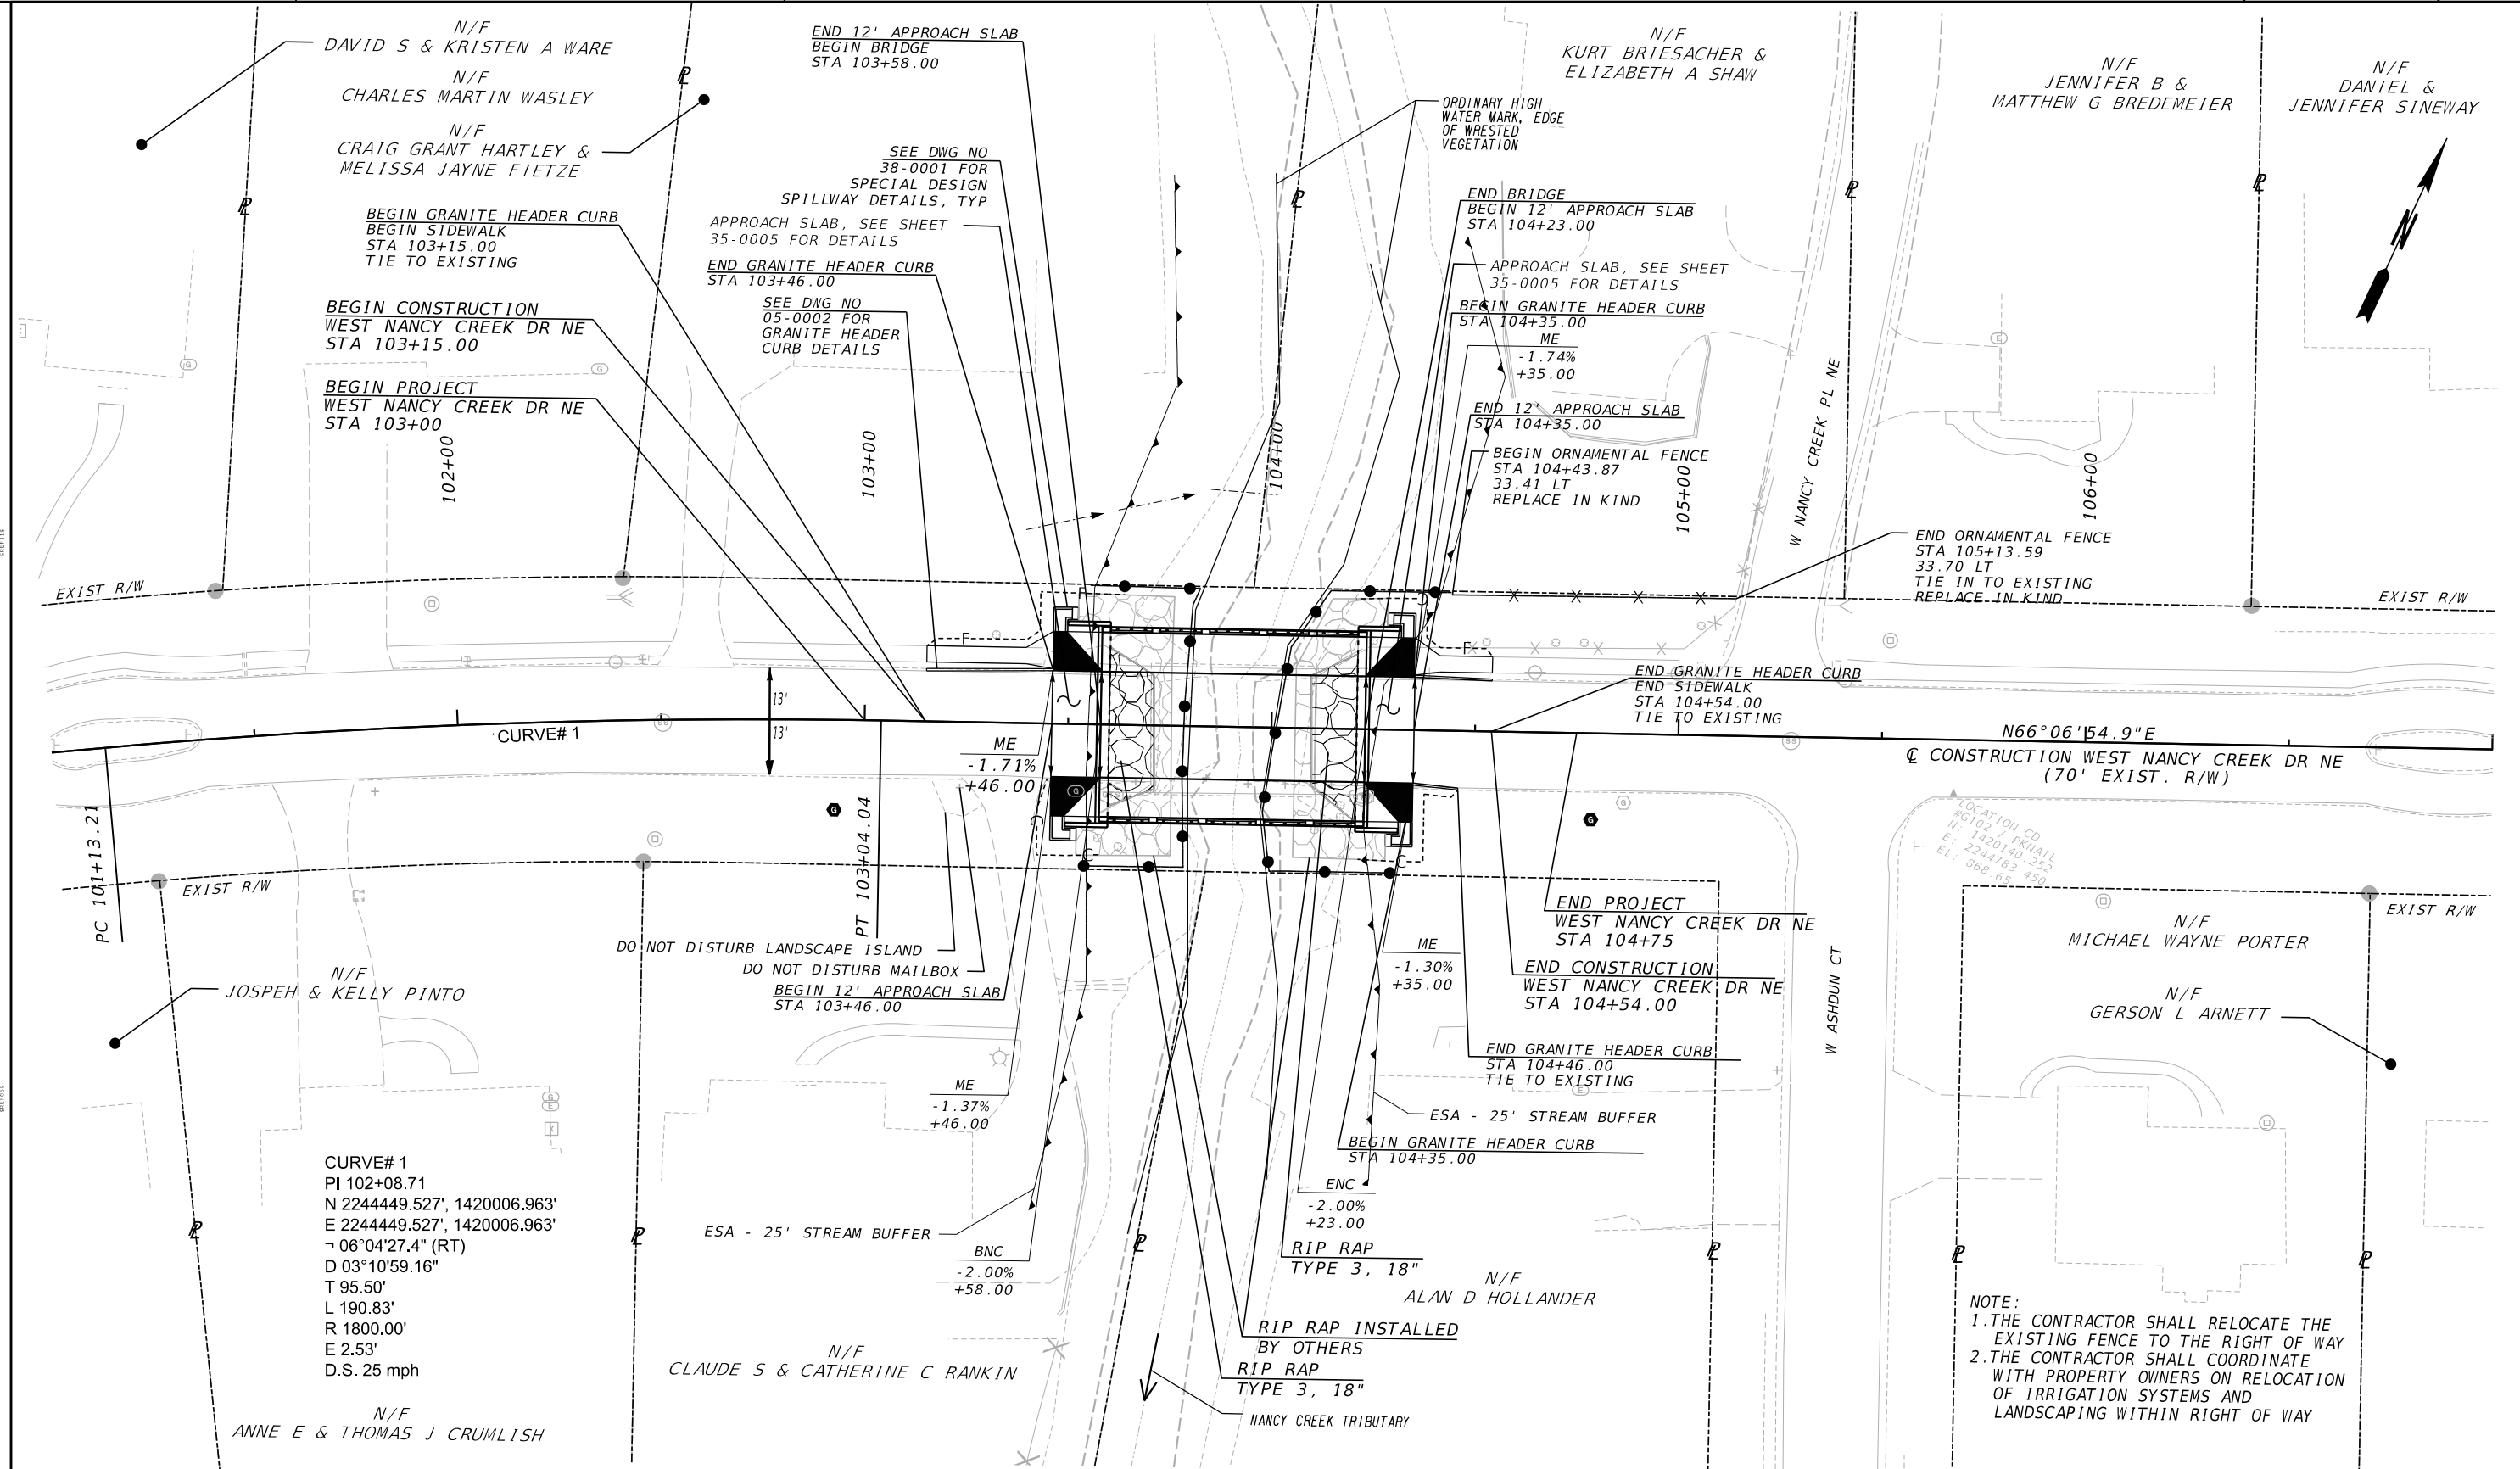 N/F
DAVID S & KRISTEN A WARE
N/F
CHARLES MARTIN WASLEY
N/F
CRAIG GRANT HARTLEY &
MELISSA JAYNE FIETZE
BEGIN GRANITE HEADER CURB
BEGIN SIDEWALK
STA 103+15.00
TIE TO EXISTING
BEGIN CONSTRUCTION
WEST NANCY CREEK DR NE
STA 103+15.00
BEGIN PROJECT
WEST NANCY CREEK DR NE
STA 103+00
END 12' APPROACH SLAB
BEGIN BRIDGE
STA 103+58.00
SEE DWG NO
38-0001 FOR
SPECIAL DESIGN
SPILLWAY DETAILS, TYP
APPROACH SLAB, SEE SHEET
35-0005 FOR DETAILS
END GRANITE HEADER CURB
STA 103+46.00
SEE DWG NO
05-0002 FOR
GRANITE HEADER
CURB DETAILS
ORDINARY HIGH
WATER MARK, EDGE
OF WRESTED
VEGETATION
N/F
KURT BRIESACHER &
ELIZABETH A SHAW
N/F
JENNIFER B &
MATTHEW G BREDEMEIER
N/F
DANIEL &
JENNIFER SINEWAY
N
END BRIDGE
BEGIN 12' APPROACH SLAB
STA 104+23.00
APPROACH SLAB, SEE SHEET
35-0005 FOR DETAILS
BEGIN GRANITE HEADER CURB
STA 104+35.00
ME
-1.74%
+35.00
END 12' APPROACH SLAB
STA 104+35.00
BEGIN ORNAMENTAL FENCE
STA 104+43.87
33.41 LT
REPLACE IN KIND
END ORNAMENTAL FENCE
STA 105+13.59
33.70 LT
TIE IN TO EXISTING
REPLACE IN KIND
102+00
103+00
104+00
105+00
106+00
W NANCY CREEK PL NE
EXIST R/W
EXIST R/W
F
F
END GRANITE HEADER CURB
END SIDEWALK
STA 104+54.00
TIE TO EXISTING
13'
13'
CURVE# 1
N66°06'54.9"E
℄ CONSTRUCTION WEST NANCY CREEK DR NE
(70' EXIST. R/W)
ME
-1.71%
+46.00
PC 101+13.21
PT 103+04.04
C
C
C
LOCATION CD
#G102 / PKNAIL
N: 1420140.252
E: 2244783.450
EL: 868.65
EXIST R/W
EXIST R/W
DO NOT DISTURB LANDSCAPE ISLAND
DO NOT DISTURB MAILBOX
BEGIN 12' APPROACH SLAB
STA 103+46.00
END PROJECT
WEST NANCY CREEK DR NE
STA 104+75
ME
-1.30%
+35.00
END CONSTRUCTION
WEST NANCY CREEK DR NE
STA 104+54.00
W ASHDUN CT
N/F
MICHAEL WAYNE PORTER
N/F
GERSON L ARNETT
N/F
JOSPEH & KELLY PINTO
END GRANITE HEADER CURB
STA 104+46.00
TIE TO EXISTING
ME
-1.37%
+46.00
ESA - 25' STREAM BUFFER
BEGIN GRANITE HEADER CURB
STA 104+35.00
ENC
-2.00%
+23.00
ESA - 25' STREAM BUFFER
BNC
-2.00%
+58.00
RIP RAP
TYPE 3, 18"
N/F
ALAN D HOLLANDER
RIP RAP INSTALLED
BY OTHERS
RIP RAP
TYPE 3, 18"
NANCY CREEK TRIBUTARY
CURVE# 1
PI 102+08.71
N 2244449.527', 1420006.963'
E 2244449.527', 1420006.963'
¬ 06°04'27.4" (RT)
D 03°10'59.16"
T 95.50'
L 190.83'
R 1800.00'
E 2.53'
D.S. 25 mph
N/F
ANNE E & THOMAS J CRUMLISH
N/F
CLAUDE S & CATHERINE C RANKIN
NOTE:
1.THE CONTRACTOR SHALL RELOCATE THE
EXISTING FENCE TO THE RIGHT OF WAY
2.THE CONTRACTOR SHALL COORDINATE
WITH PROPERTY OWNERS ON RELOCATION
OF IRRIGATION SYSTEMS AND
LANDSCAPING WITHIN RIGHT OF WAY